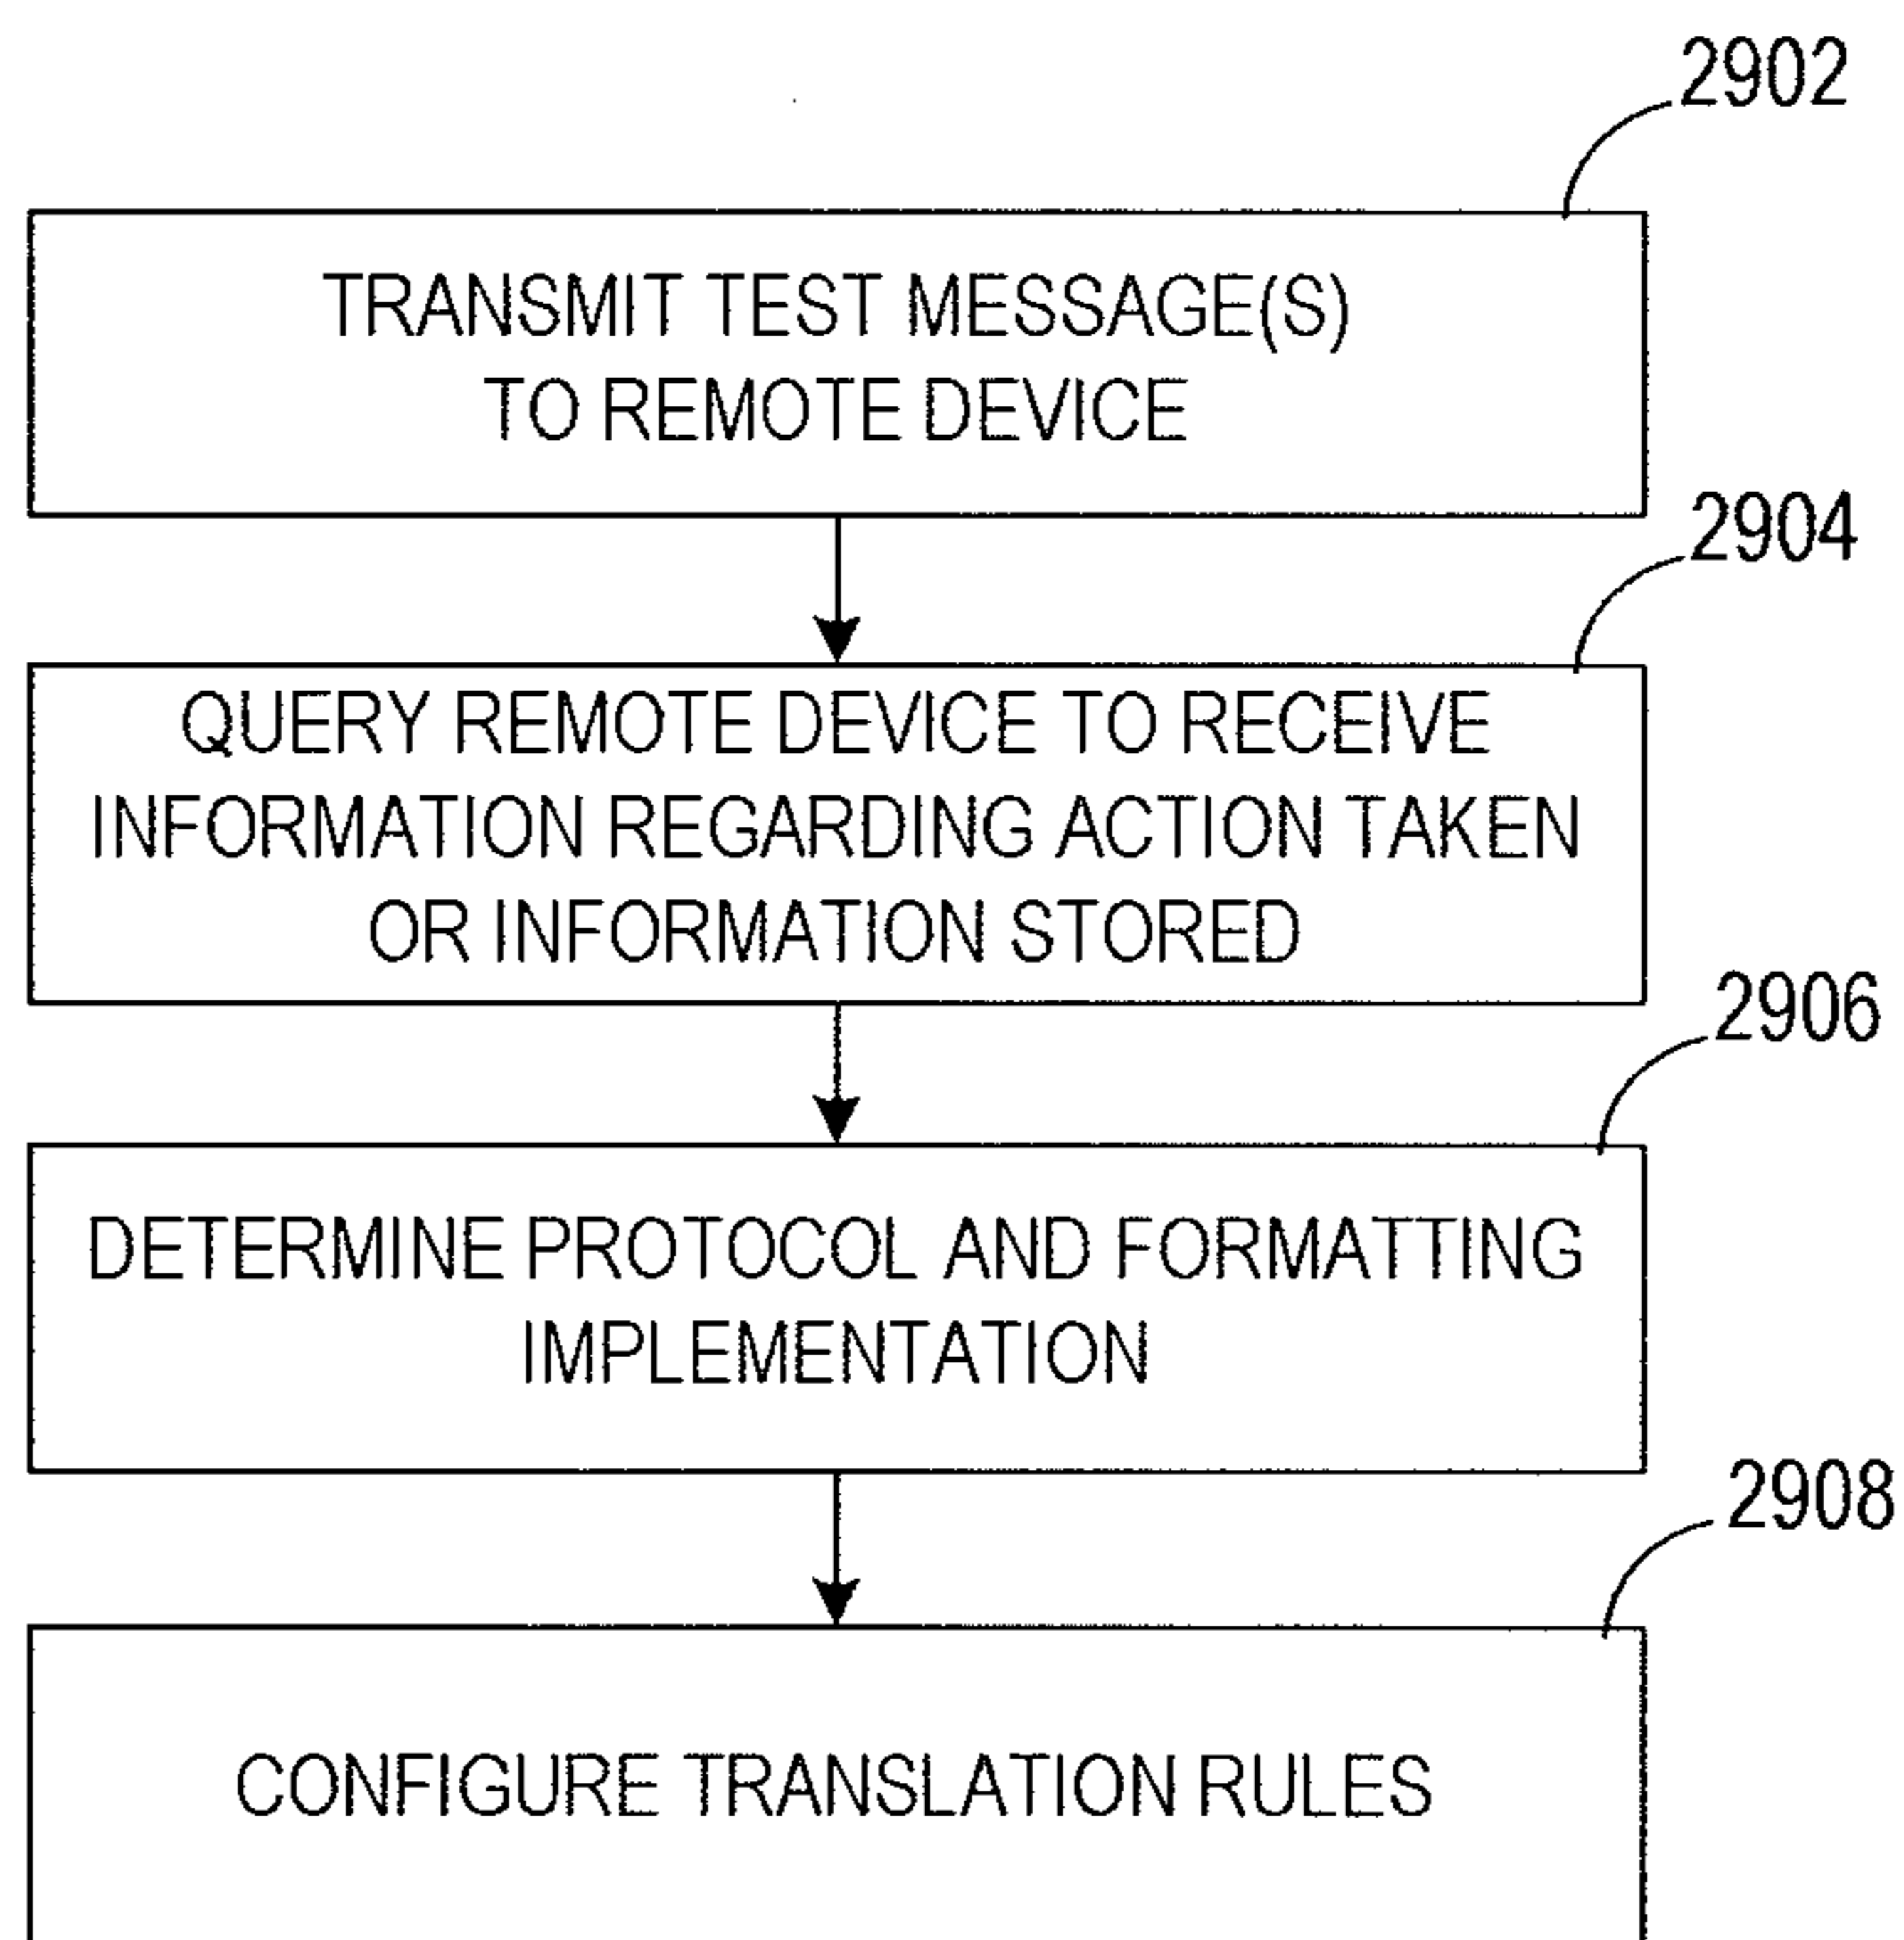 2902
TRANSMIT TEST MESSAGE(S)
TO REMOTE DEVICE
2904
QUERY REMOTE DEVICE TO RECEIVE
INFORMATION REGARDING ACTION TAKEN
OR INFORMATION STORED
2906
DETERMINE PROTOCOL AND FORMATTING
IMPLEMENTATION
2908
CONFIGURE TRANSLATION RULES